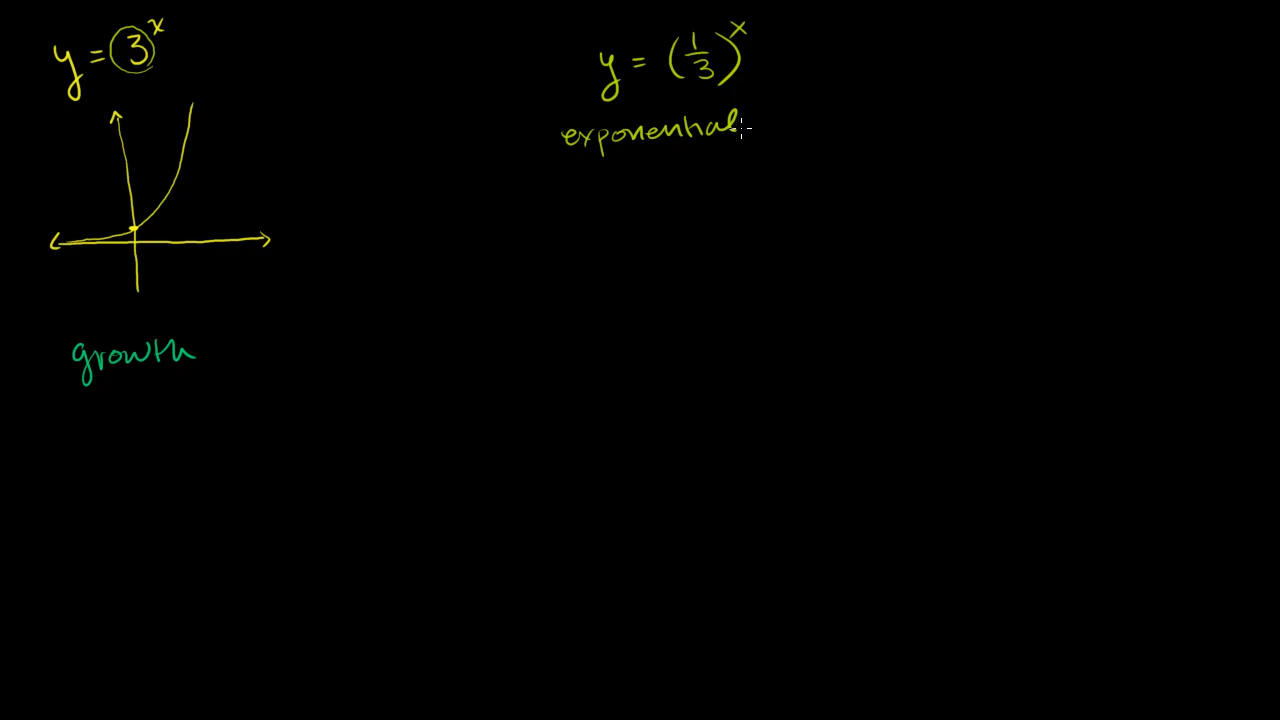 y = 3^x
growth
y = (1/3)^x
exponential